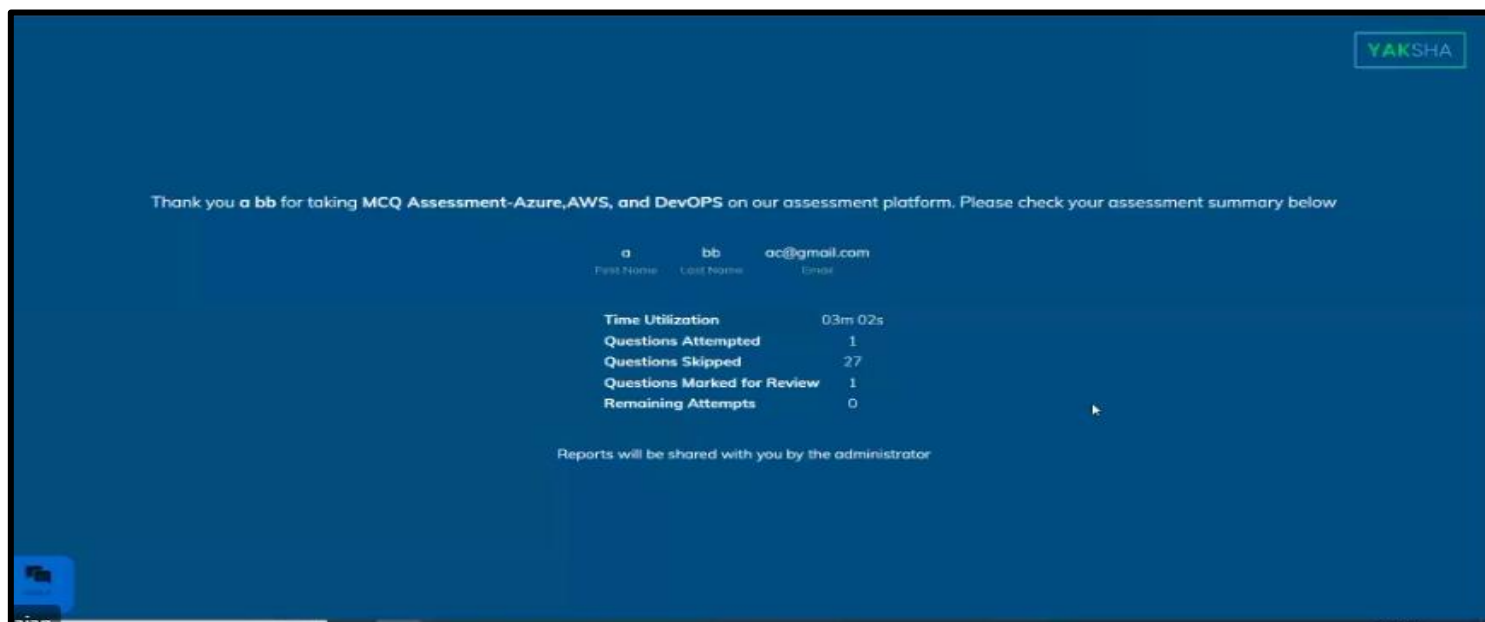 YAKSHA
Thank you a bb for taking MCQ Assessment-Azure,AWS, and DevOPS on our assessment platform. Please check your assessment summary below
a bb ac@gmail.com
First Name Last Name Email
Time Utilization 03m 02s
Questions Attempted 1
Questions Skipped 27
Questions Marked for Review 1
Remaining Attempts 0
Reports will be shared with you by the administrator